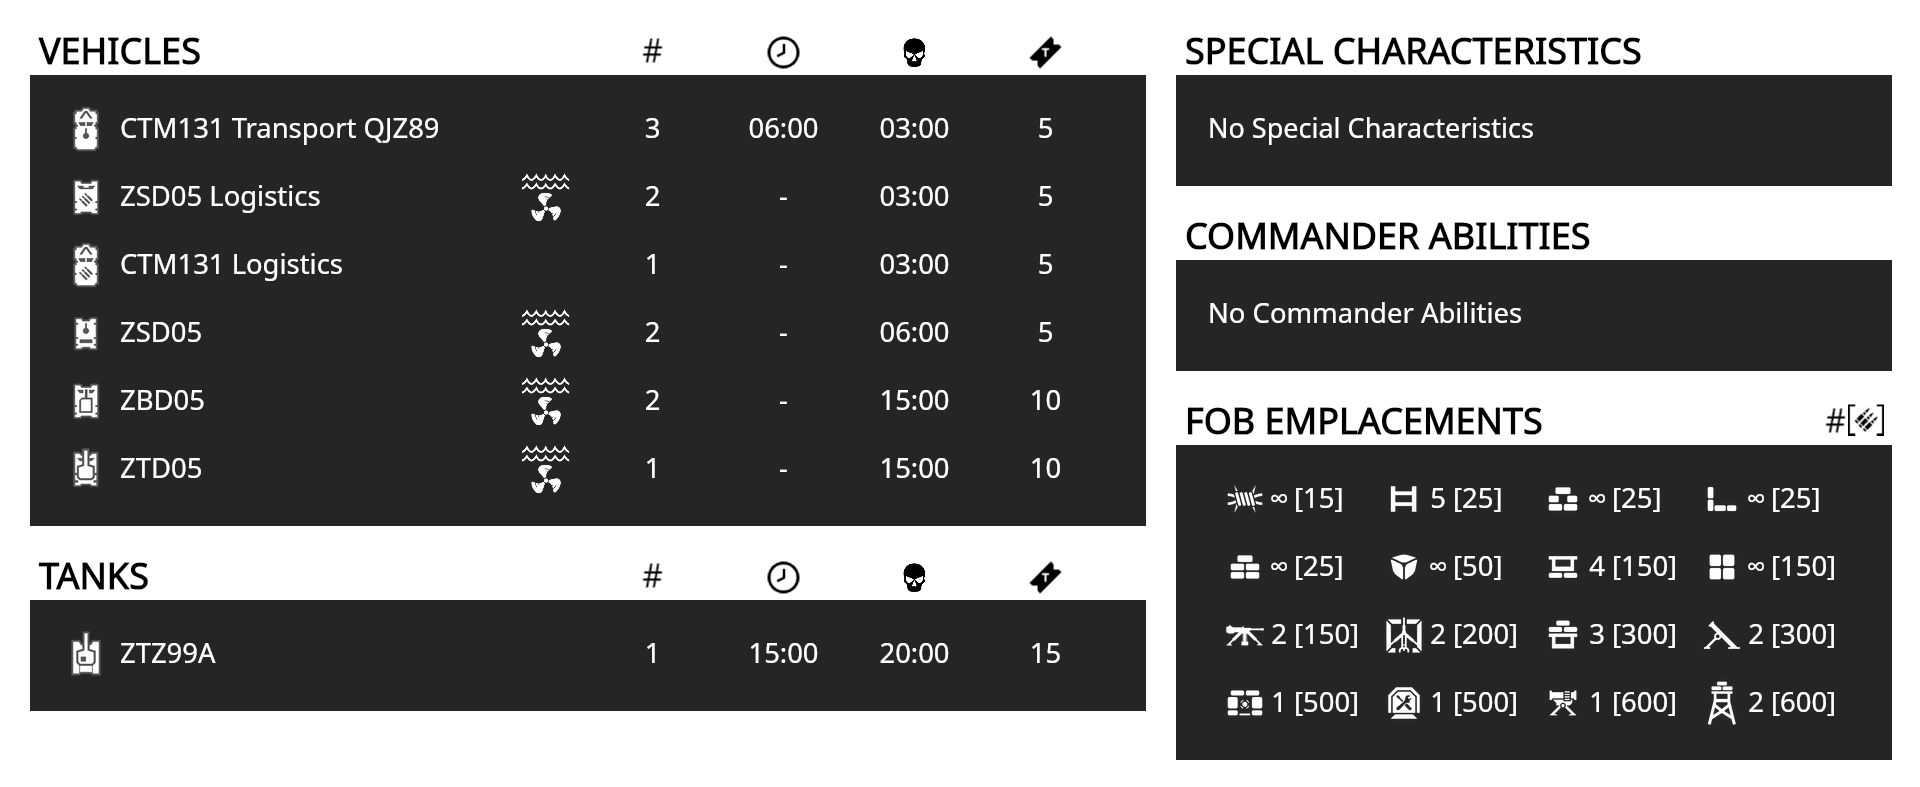 VEHICLES #
CTM131 Transport QJZ89 3 06:00 03:00 5
ZSD05 Logistics 2 - 03:00 5
CTM131 Logistics 1 - 03:00 5
ZSD05 2 - 06:00 5
ZBD05 2 - 15:00 10
ZTD05 1 - 15:00 10
TANKS #
ZTZ99A 1 15:00 20:00 15
SPECIAL CHARACTERISTICS
No Special Characteristics
COMMANDER ABILITIES
No Commander Abilities
FOB EMPLACEMENTS #[]
∞ [15] 5 [25] ∞ [25] ∞ [25]
∞ [25] ∞ [50] 4 [150] ∞ [150]
2 [150] 2 [200] 3 [300] 2 [300]
1 [500] 1 [500] 1 [600] 2 [600]